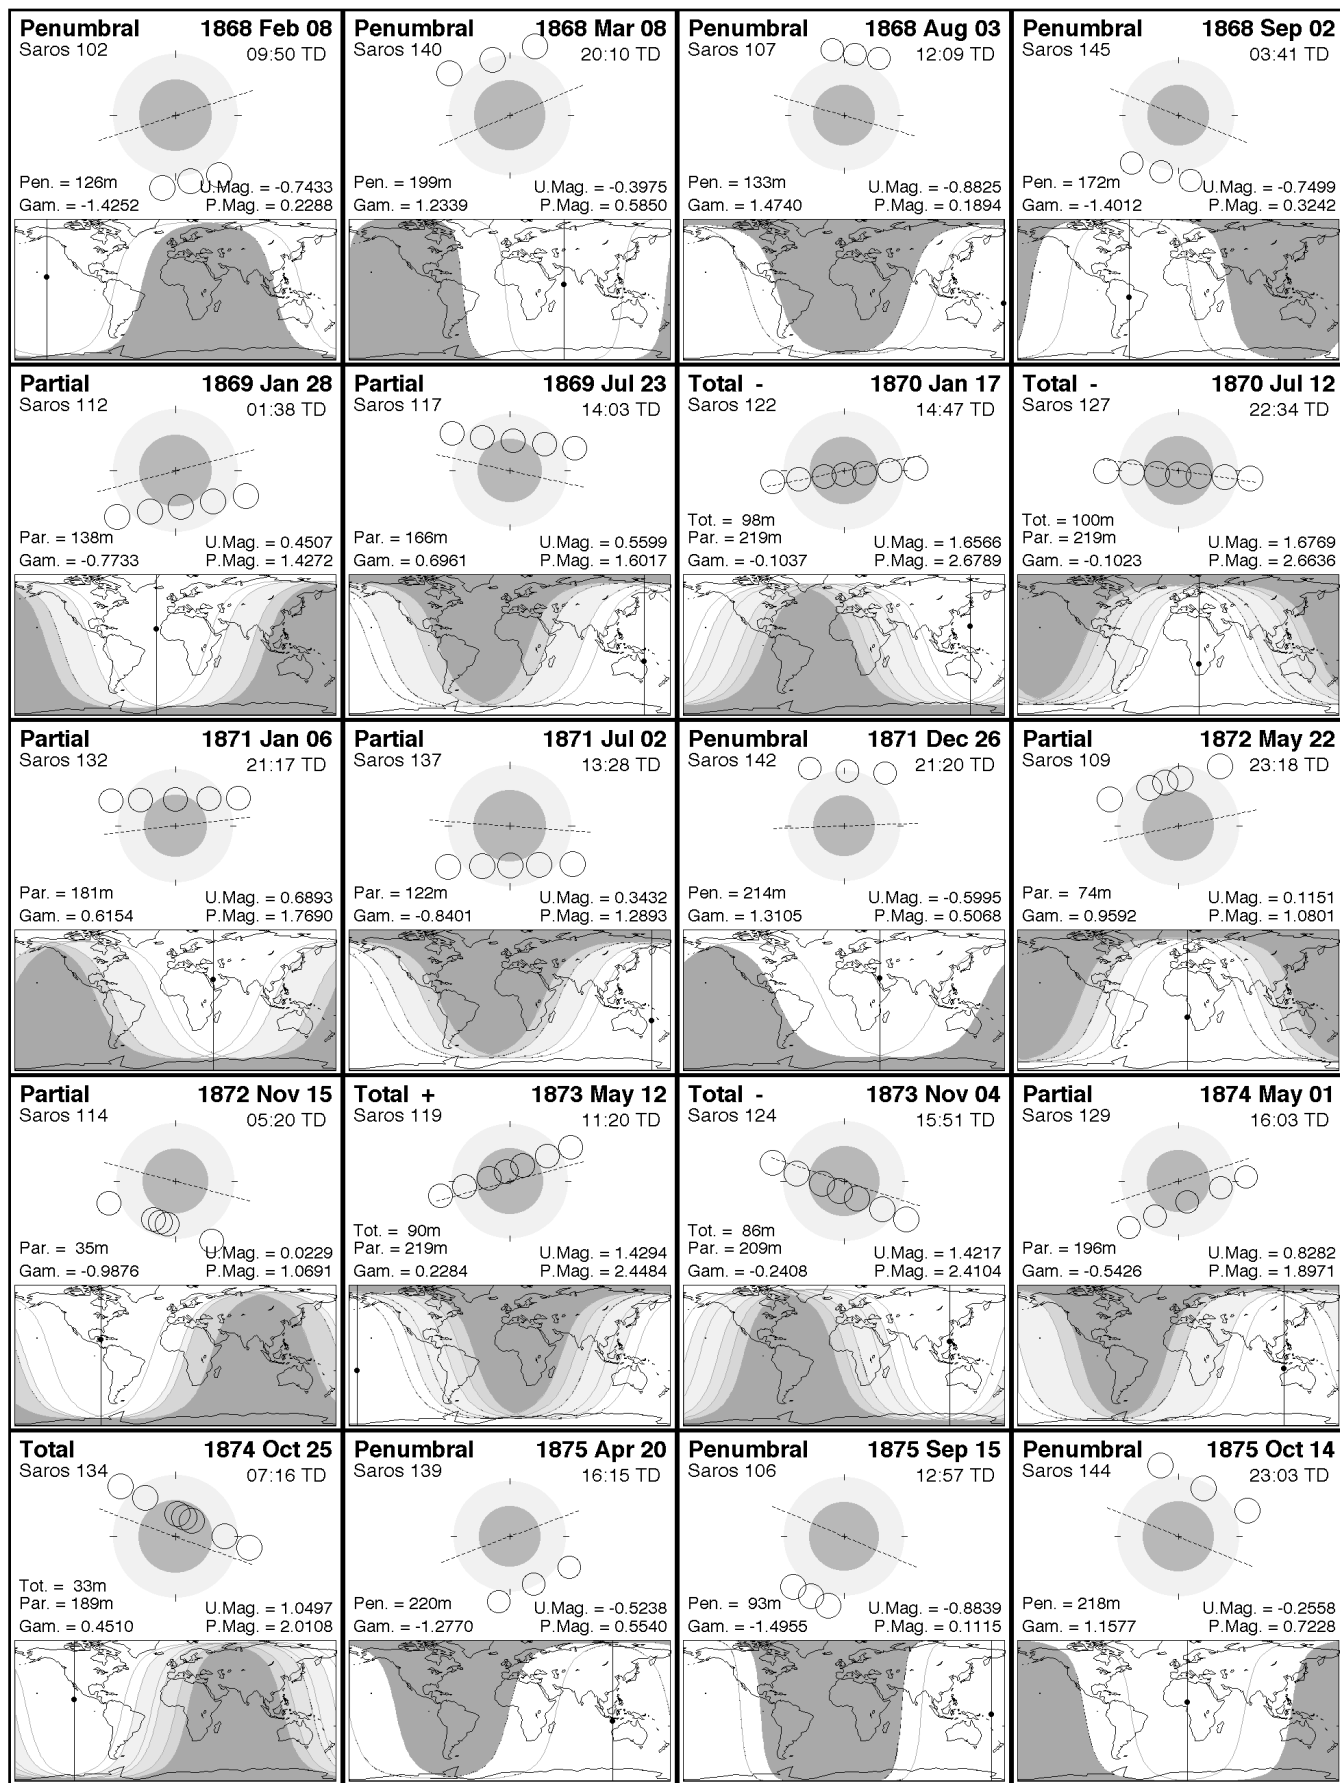 Penumbral 1868 Feb 08
Saros 102 09:50 TD
Pen. = 126m U.Mag. = -0.7433
Gam. = -1.4252 P.Mag. = 0.2288
Penumbral 1868 Mar 08
Saros 140 20:10 TD
Pen. = 199m U.Mag. = -0.3975
Gam. = 1.2339 P.Mag. = 0.5850
Penumbral 1868 Aug 03
Saros 107 12:09 TD
Pen. = 133m U.Mag. = -0.8825
Gam. = 1.4740 P.Mag. = 0.1894
Penumbral 1868 Sep 02
Saros 145 03:41 TD
Pen. = 172m U.Mag. = -0.7499
Gam. = -1.4012 P.Mag. = 0.3242
Partial 1869 Jan 28
Saros 112 01:38 TD
Par. = 138m U.Mag. = 0.4507
Gam. = -0.7733 P.Mag. = 1.4272
Partial 1869 Jul 23
Saros 117 14:03 TD
Par. = 166m U.Mag. = 0.5599
Gam. = 0.6961 P.Mag. = 1.6017
Total - 1870 Jan 17
Saros 122 14:47 TD
Tot. = 98m
Par. = 219m U.Mag. = 1.6566
Gam. = -0.1037 P.Mag. = 2.6789
Total - 1870 Jul 12
Saros 127 22:34 TD
Tot. = 100m
Par. = 219m U.Mag. = 1.6769
Gam. = -0.1023 P.Mag. = 2.6636
Partial 1871 Jan 06
Saros 132 21:17 TD
Par. = 181m U.Mag. = 0.6893
Gam. = 0.6154 P.Mag. = 1.7690
Partial 1871 Jul 02
Saros 137 13:28 TD
Par. = 122m U.Mag. = 0.3432
Gam. = -0.8401 P.Mag. = 1.2893
Penumbral 1871 Dec 26
Saros 142 21:20 TD
Pen. = 214m U.Mag. = -0.5995
Gam. = 1.3105 P.Mag. = 0.5068
Partial 1872 May 22
Saros 109 23:18 TD
Par. = 74m U.Mag. = 0.1151
Gam. = 0.9592 P.Mag. = 1.0801
Partial 1872 Nov 15
Saros 114 05:20 TD
Par. = 35m U.Mag. = 0.0229
Gam. = -0.9876 P.Mag. = 1.0691
Total + 1873 May 12
Saros 119 11:20 TD
Tot. = 90m
Par. = 219m U.Mag. = 1.4294
Gam. = 0.2284 P.Mag. = 2.4484
Total - 1873 Nov 04
Saros 124 15:51 TD
Tot. = 86m
Par. = 209m U.Mag. = 1.4217
Gam. = -0.2408 P.Mag. = 2.4104
Partial 1874 May 01
Saros 129 16:03 TD
Par. = 196m U.Mag. = 0.8282
Gam. = -0.5426 P.Mag. = 1.8971
Total 1874 Oct 25
Saros 134 07:16 TD
Tot. = 33m
Par. = 189m U.Mag. = 1.0497
Gam. = 0.4510 P.Mag. = 2.0108
Penumbral 1875 Apr 20
Saros 139 16:15 TD
Pen. = 220m U.Mag. = -0.5238
Gam. = -1.2770 P.Mag. = 0.5540
Penumbral 1875 Sep 15
Saros 106 12:57 TD
Pen. = 93m U.Mag. = -0.8839
Gam. = -1.4955 P.Mag. = 0.1115
Penumbral 1875 Oct 14
Saros 144 23:03 TD
Pen. = 218m U.Mag. = -0.2558
Gam. = 1.1577 P.Mag. = 0.7228